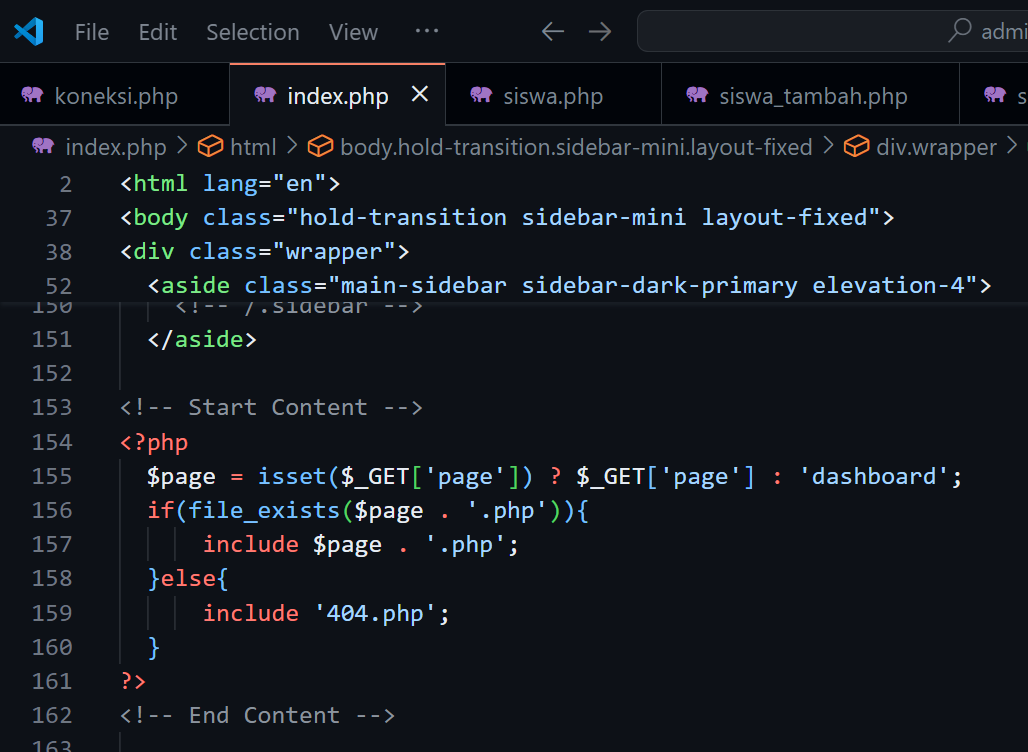 File Edit Selection View ··· ← → admi
koneksi.php index.php × siswa.php siswa_tambah.php s
index.php > html > body.hold-transition.sidebar-mini.layout-fixed > div.wrapper >
2 <html lang="en">
37 <body class="hold-transition sidebar-mini layout-fixed">
38 <div class="wrapper">
52 <aside class="main-sidebar sidebar-dark-primary elevation-4">
150 <!-- /.sidebar -->
151 </aside>
152
153 <!-- Start Content -->
154 <?php
155 $page = isset($_GET['page']) ? $_GET['page'] : 'dashboard';
156 if(file_exists($page . '.php')){
157 include $page . '.php';
158 }else{
159 include '404.php';
160 }
161 ?>
162 <!-- End Content -->
163